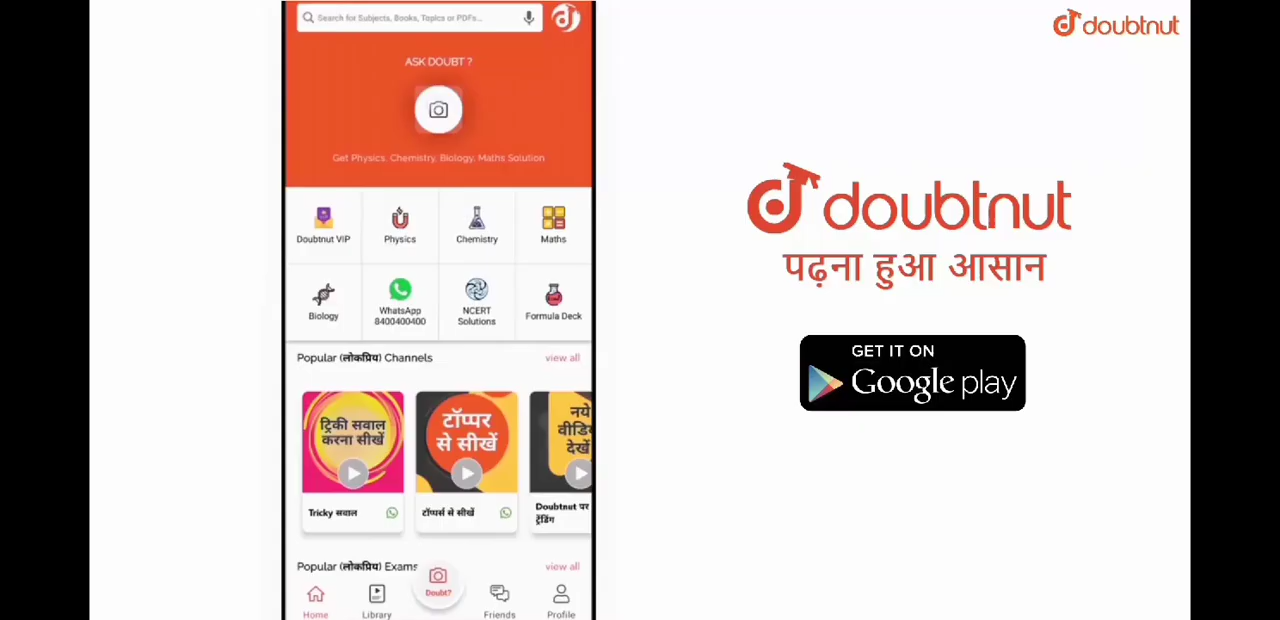 Search for Subjects, Books, Topics or PDFs...
ASK DOUBT ?
Get Physics, Chemistry, Biology, Maths Solution
Doubtnut VIP
Physics
Chemistry
Maths
Biology
WhatsApp
8400400400
NCERT
Solutions
Formula Deck
Popular (लोकप्रिय) Channels
view all
ट्रिकी सवाल
करना सीखें
टॉप्पर
से सीखें
नये
वीडि
देखें
Tricky सवाल
टॉप्पर्स से सीखें
Doubtnut पर
ट्रेंडिंग
Popular (लोकप्रिय) Exams
view all
Doubt?
Home
Library
Friends
Profile
doubtnut
doubtnut
पढ़ना हुआ आसान
GET IT ON
Google play